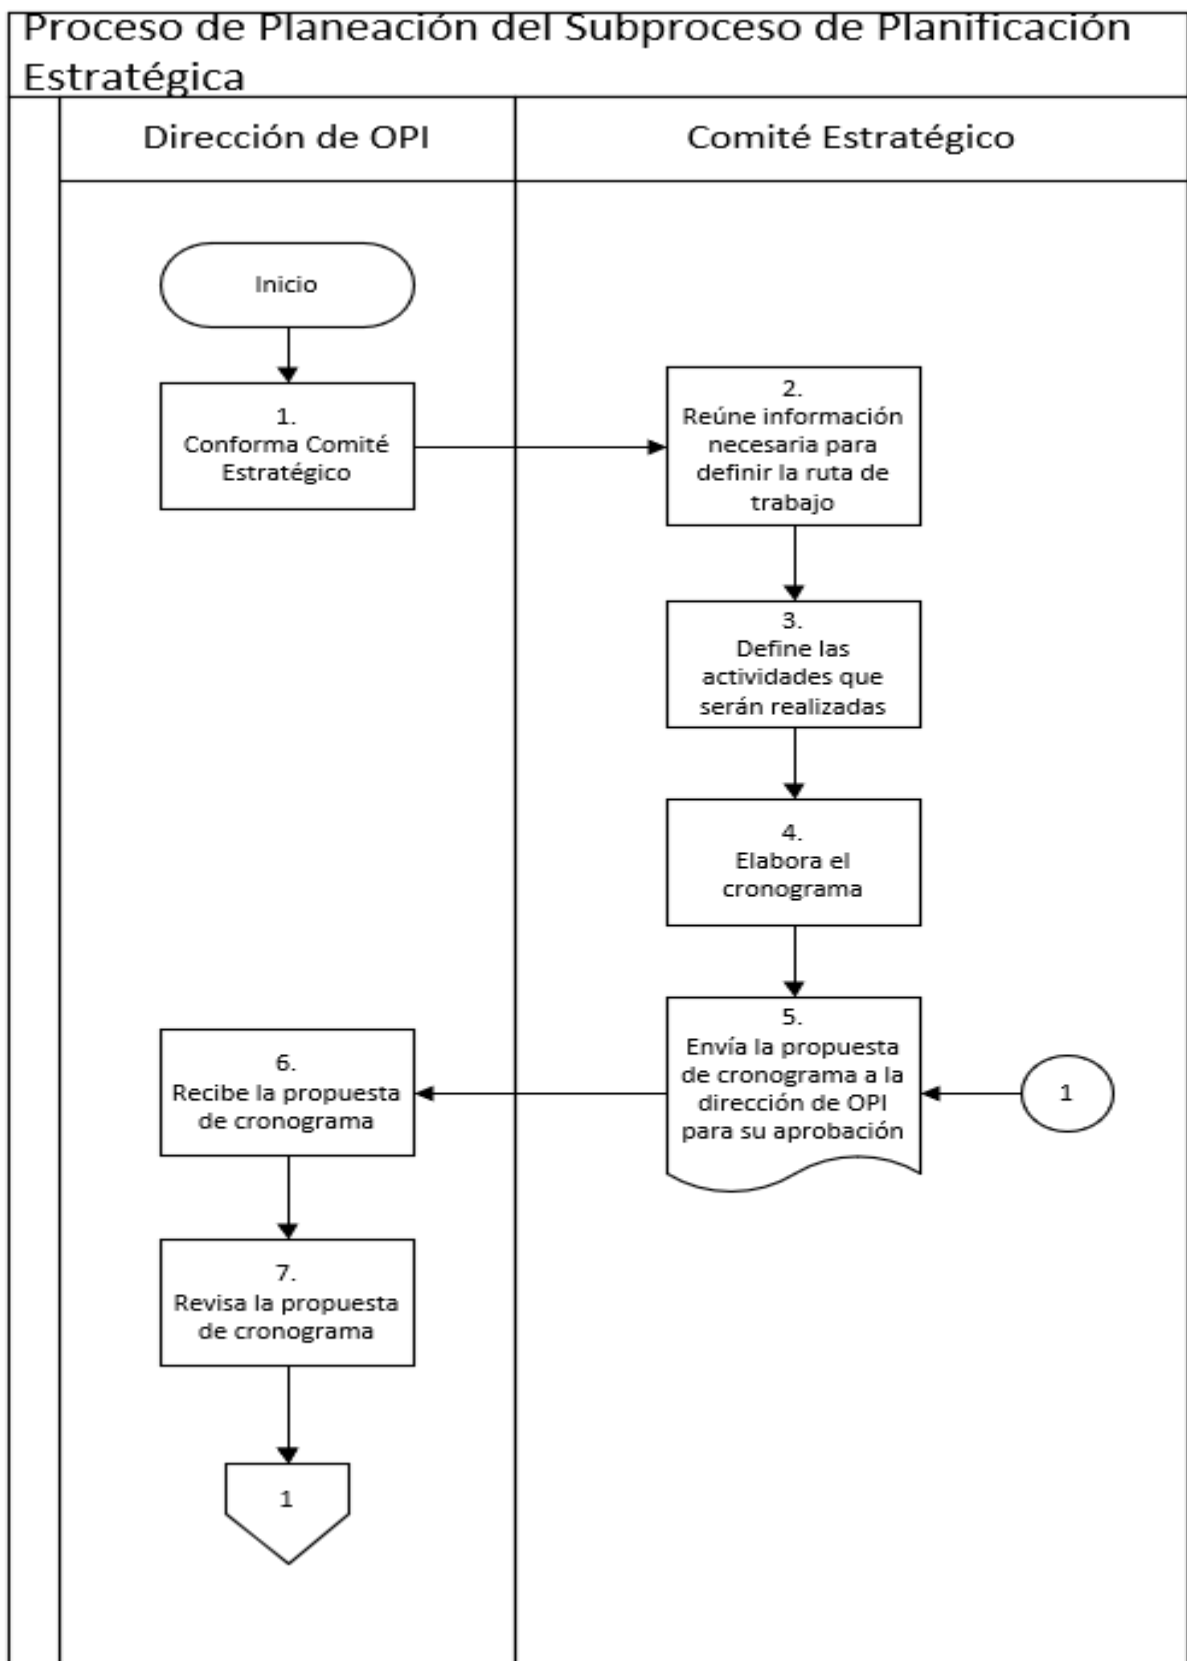 Proceso de Planeación del Subproceso de Planificación
Estratégica
Dirección de OPI
Comité Estratégico
Inicio
1.
Conforma Comité
Estratégico
2.
Reúne información
necesaria para
definir la ruta de
trabajo
3.
Define las
actividades que
serán realizadas
4.
Elabora el
cronograma
5.
Envía la propuesta
de cronograma a la
dirección de OPI
para su aprobación
1
6.
Recibe la propuesta
de cronograma
7.
Revisa la propuesta
de cronograma
1